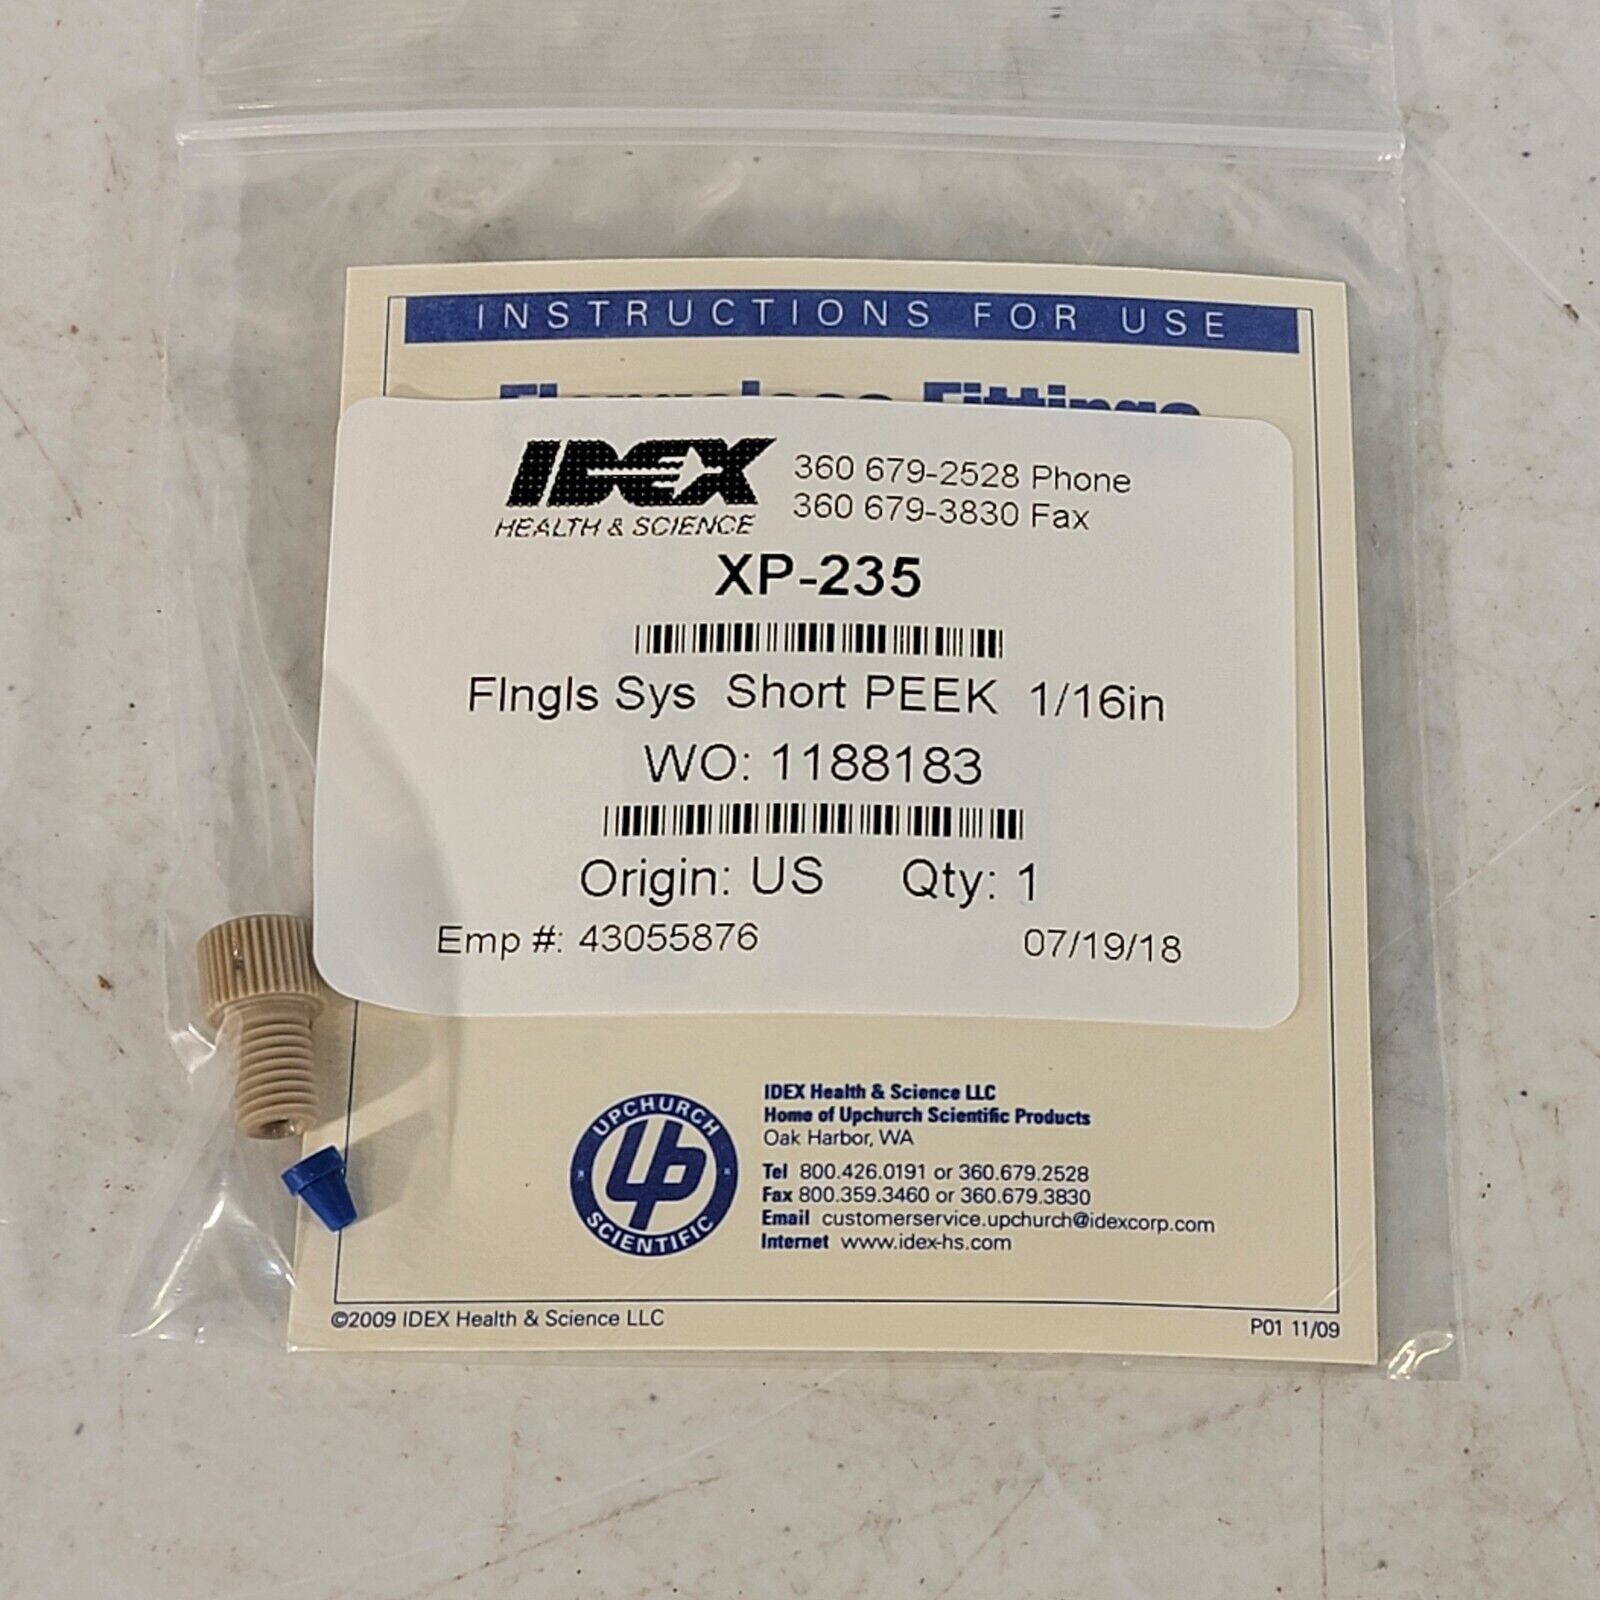 INSTRUCTIONS FOR USE
Flangeless Fittings
IDEX
HEALTH & SCIENCE
360 679-2528 Phone
360 679-3830 Fax
XP-235
Flngls Sys Short PEEK 1/16in
WO: 1188183
Origin: US Qty: 1
Emp #: 43055876 07/19/18
UPCHURCH
UP
SCIENTIFIC
IDEX Health & Science LLC
Home of Upchurch Scientific Products
Oak Harbor, WA
Tel 800.426.0191 or 360.679.2528
Fax 800.359.3460 or 360.679.3830
Email customerservice.upchurch@idexcorp.com
Internet www.idex-hs.com
©2009 IDEX Health & Science LLC
P01 11/09